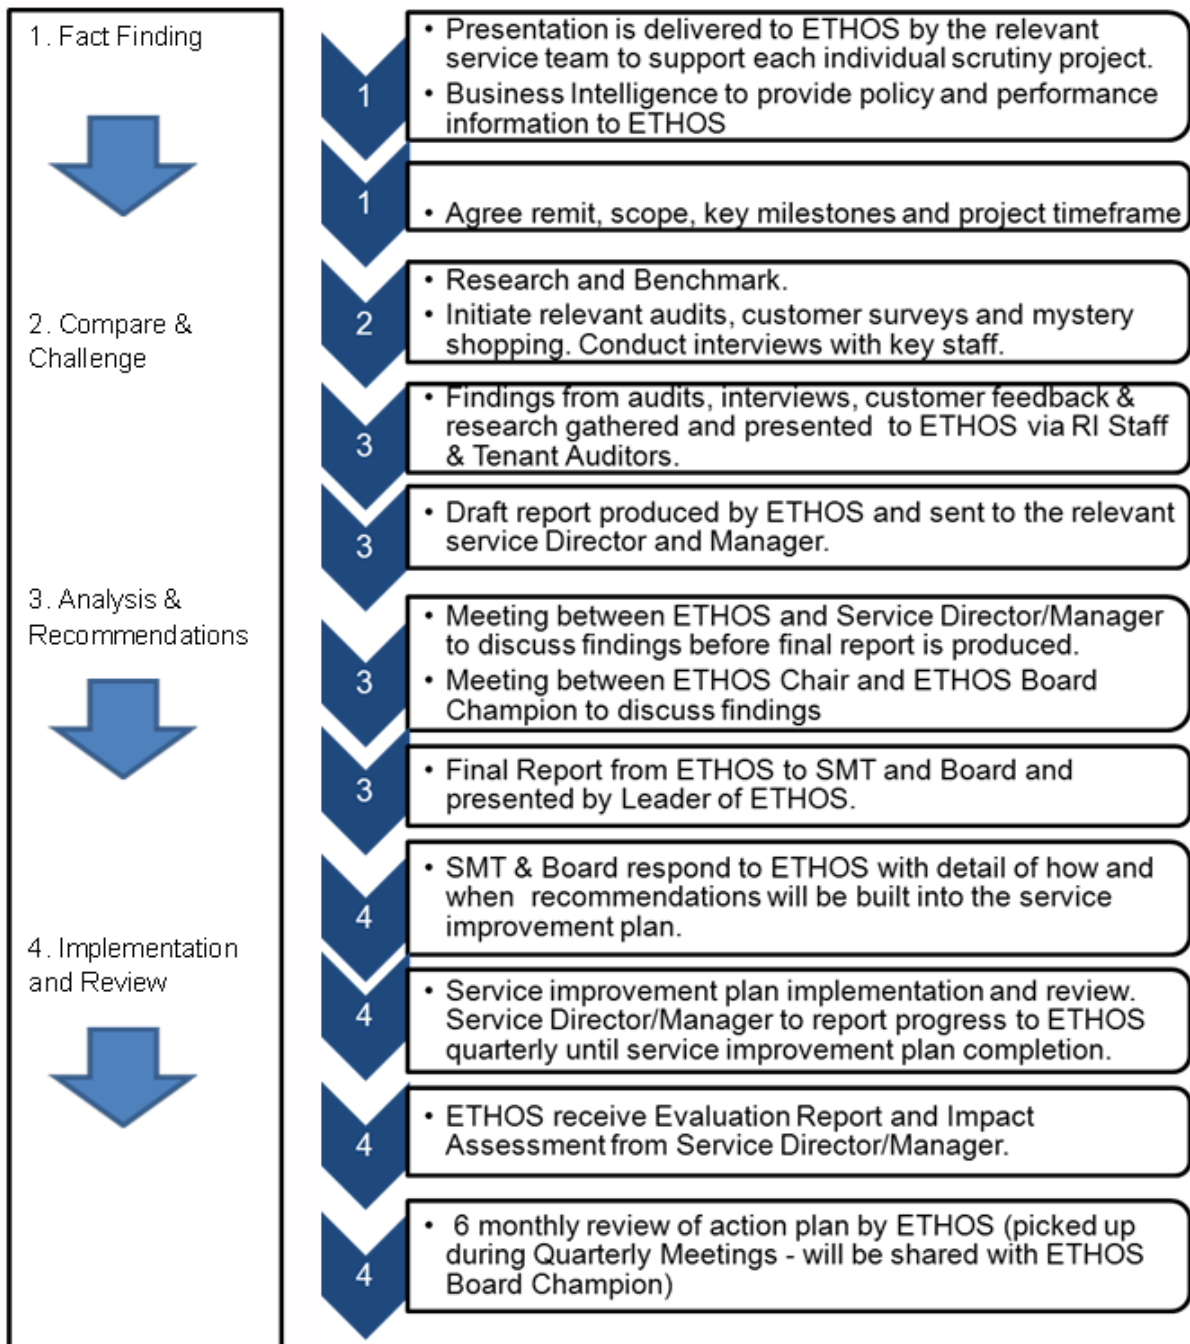 1. Fact Finding
2. Compare &
Challenge
3. Analysis &
Recommendations
4. Implementation
and Review
1
• Presentation is delivered to ETHOS by the relevant
service team to support each individual scrutiny project.
• Business Intelligence to provide policy and performance
information to ETHOS
1
• Agree remit, scope, key milestones and project timeframe
2
• Research and Benchmark.
• Initiate relevant audits, customer surveys and mystery
shopping. Conduct interviews with key staff.
3
• Findings from audits, interviews, customer feedback &
research gathered and presented to ETHOS via RI Staff
& Tenant Auditors.
3
• Draft report produced by ETHOS and sent to the relevant
service Director and Manager.
3
• Meeting between ETHOS and Service Director/Manager
to discuss findings before final report is produced.
• Meeting between ETHOS Chair and ETHOS Board
Champion to discuss findings
3
• Final Report from ETHOS to SMT and Board and
presented by Leader of ETHOS.
4
• SMT & Board respond to ETHOS with detail of how and
when recommendations will be built into the service
improvement plan.
4
• Service improvement plan implementation and review.
Service Director/Manager to report progress to ETHOS
quarterly until service improvement plan completion.
4
• ETHOS receive Evaluation Report and Impact
Assessment from Service Director/Manager.
4
• 6 monthly review of action plan by ETHOS (picked up
during Quarterly Meetings - will be shared with ETHOS
Board Champion)